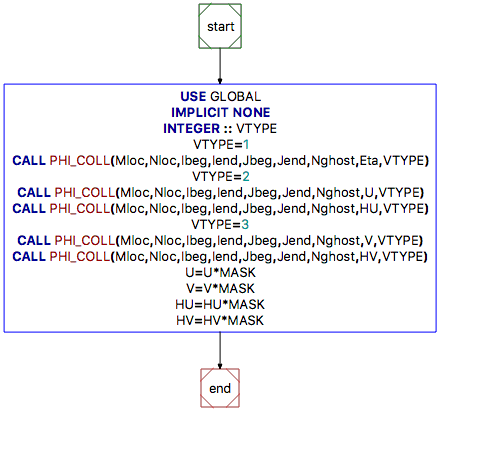 start
USE GLOBAL
IMPLICIT NONE
INTEGER :: VTYPE
VTYPE=1
CALL PHI_COLL(Mloc,Nloc,Ibeg,Iend,Jbeg,Jend,Nghost,Eta,VTYPE)
VTYPE=2
CALL PHI_COLL(Mloc,Nloc,Ibeg,Iend,Jbeg,Jend,Nghost,U,VTYPE)
CALL PHI_COLL(Mloc,Nloc,Ibeg,Iend,Jbeg,Jend,Nghost,HU,VTYPE)
VTYPE=3
CALL PHI_COLL(Mloc,Nloc,Ibeg,Iend,Jbeg,Jend,Nghost,V,VTYPE)
CALL PHI_COLL(Mloc,Nloc,Ibeg,Iend,Jbeg,Jend,Nghost,HV,VTYPE)
U=U*MASK
V=V*MASK
HU=HU*MASK
HV=HV*MASK
end